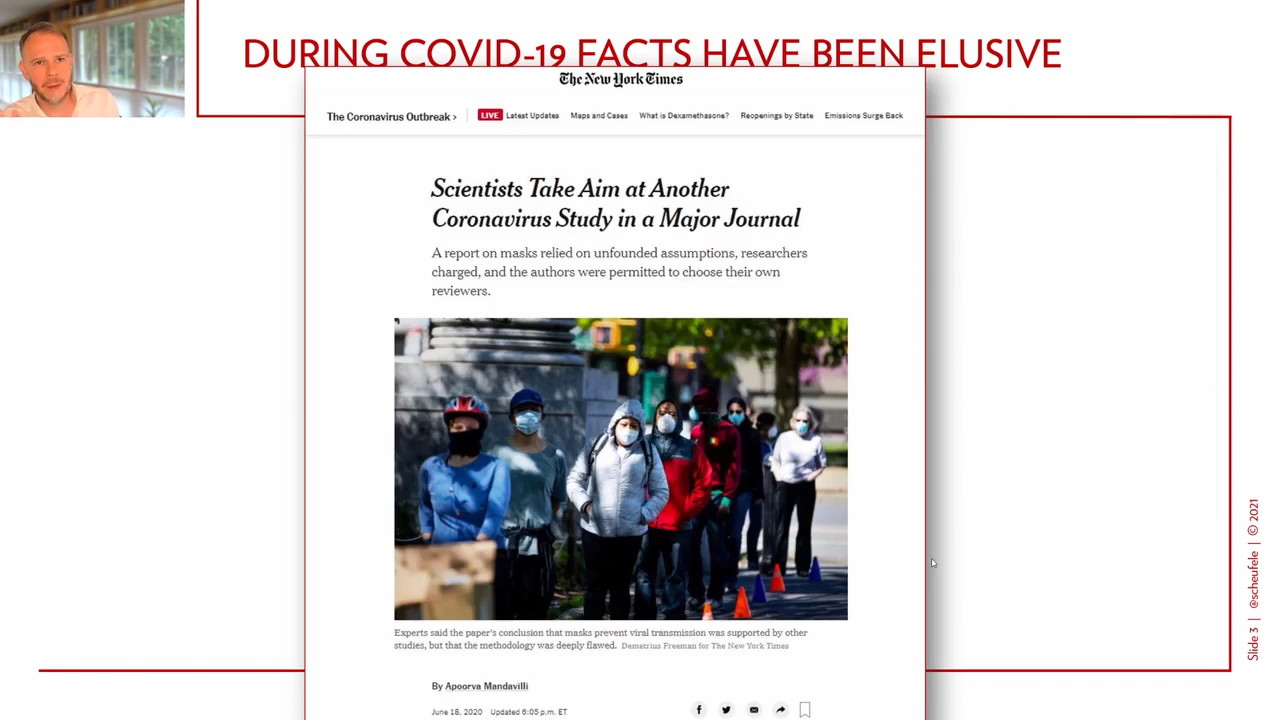 DURING COVID-19 FACTS HAVE BEEN ELUSIVE
The New York Times
The Coronavirus Outbreak ›
LIVE Latest Updates Maps and Cases What is Dexamethasone? Reopenings by State Emissions Surge Back
Scientists Take Aim at Another
Coronavirus Study in a Major Journal
A report on masks relied on unfounded assumptions, researchers
charged, and the authors were permitted to choose their own
reviewers.
Experts said the paper's conclusion that masks prevent viral transmission was supported by other
studies, but that the methodology was deeply flawed. Demetrius Freeman for The New York Times
By Apoorva Mandavilli
June 18, 2020 Updated 6:05 p.m. ET
Slide 3 | @scheufele | © 2021